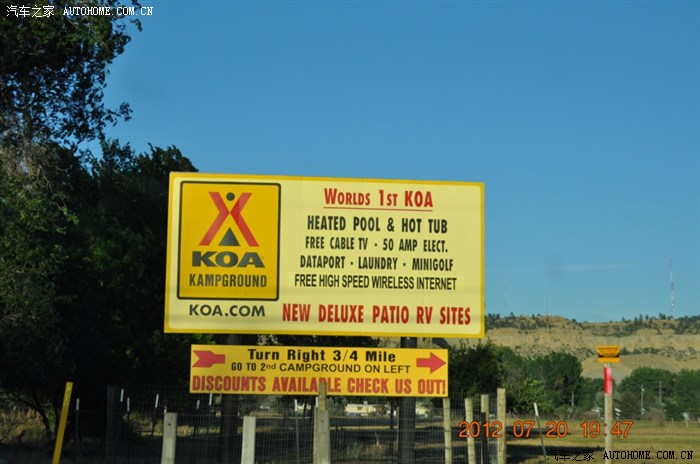 汽车之家 AUTOHOME.COM.CN
WORLDS 1ST KOA
HEATED POOL & HOT TUB
FREE CABLE TV · 50 AMP ELECT.
DATAPORT · LAUNDRY · MINIGOLF
FREE HIGH SPEED WIRELESS INTERNET
NEW DELUXE PATIO RV SITES
KOA
KAMPGROUND
KOA.COM
Turn Right 3/4 Mile
GO TO 2nd CAMPGROUND ON LEFT
DISCOUNTS AVAILABLE CHECK US OUT!
2012 07 20 19:47
汽车之家 AUTOHOME.COM.CN